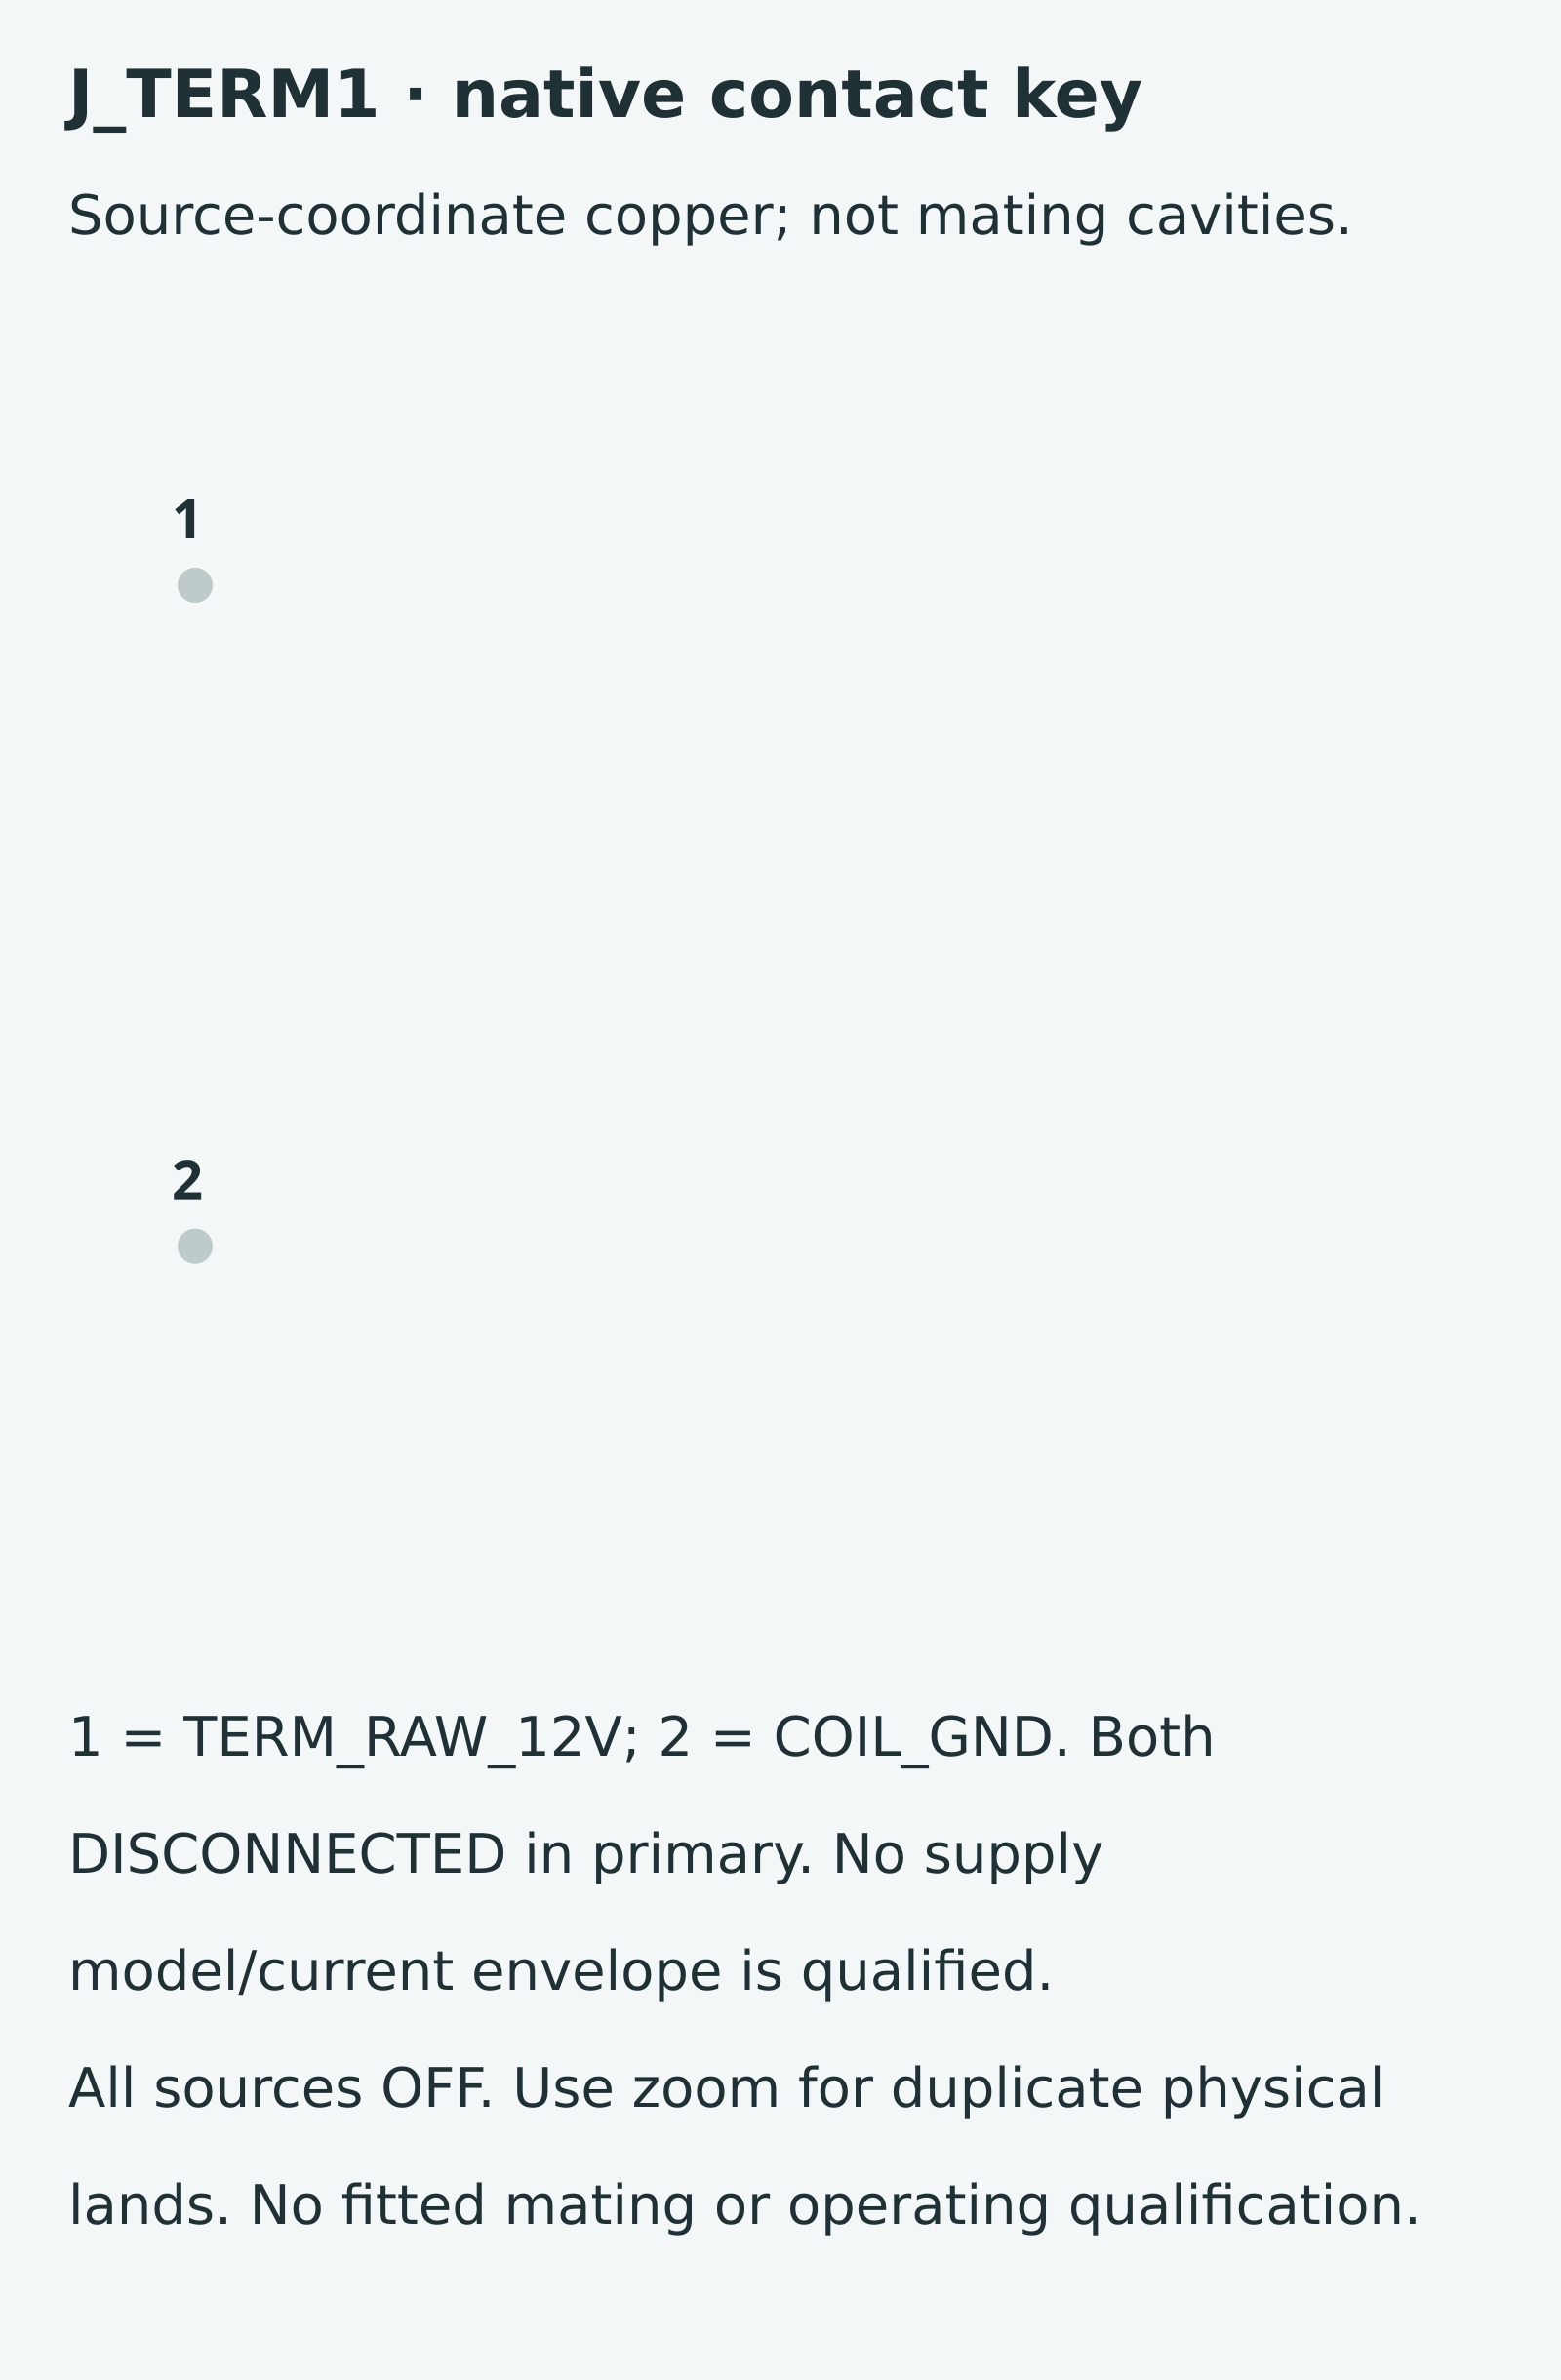 J_TERM1 · native contact key
Source-coordinate copper; not mating cavities.
1
2
1 = TERM_RAW_12V; 2 = COIL_GND. Both
DISCONNECTED in primary. No supply
model/current envelope is qualified.
All sources OFF. Use zoom for duplicate physical
lands. No fitted mating or operating qualification.